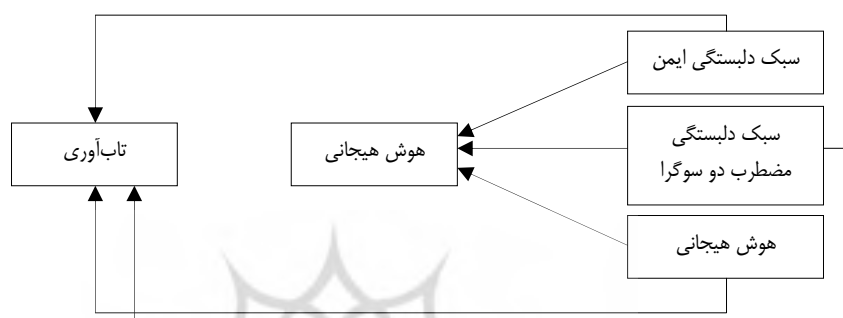 سبک دلبستگی ایمن
سبک دلبستگی
مضطرب دو سوگرا
هوش هیجانی
هوش هیجانی
تاب‌آوری